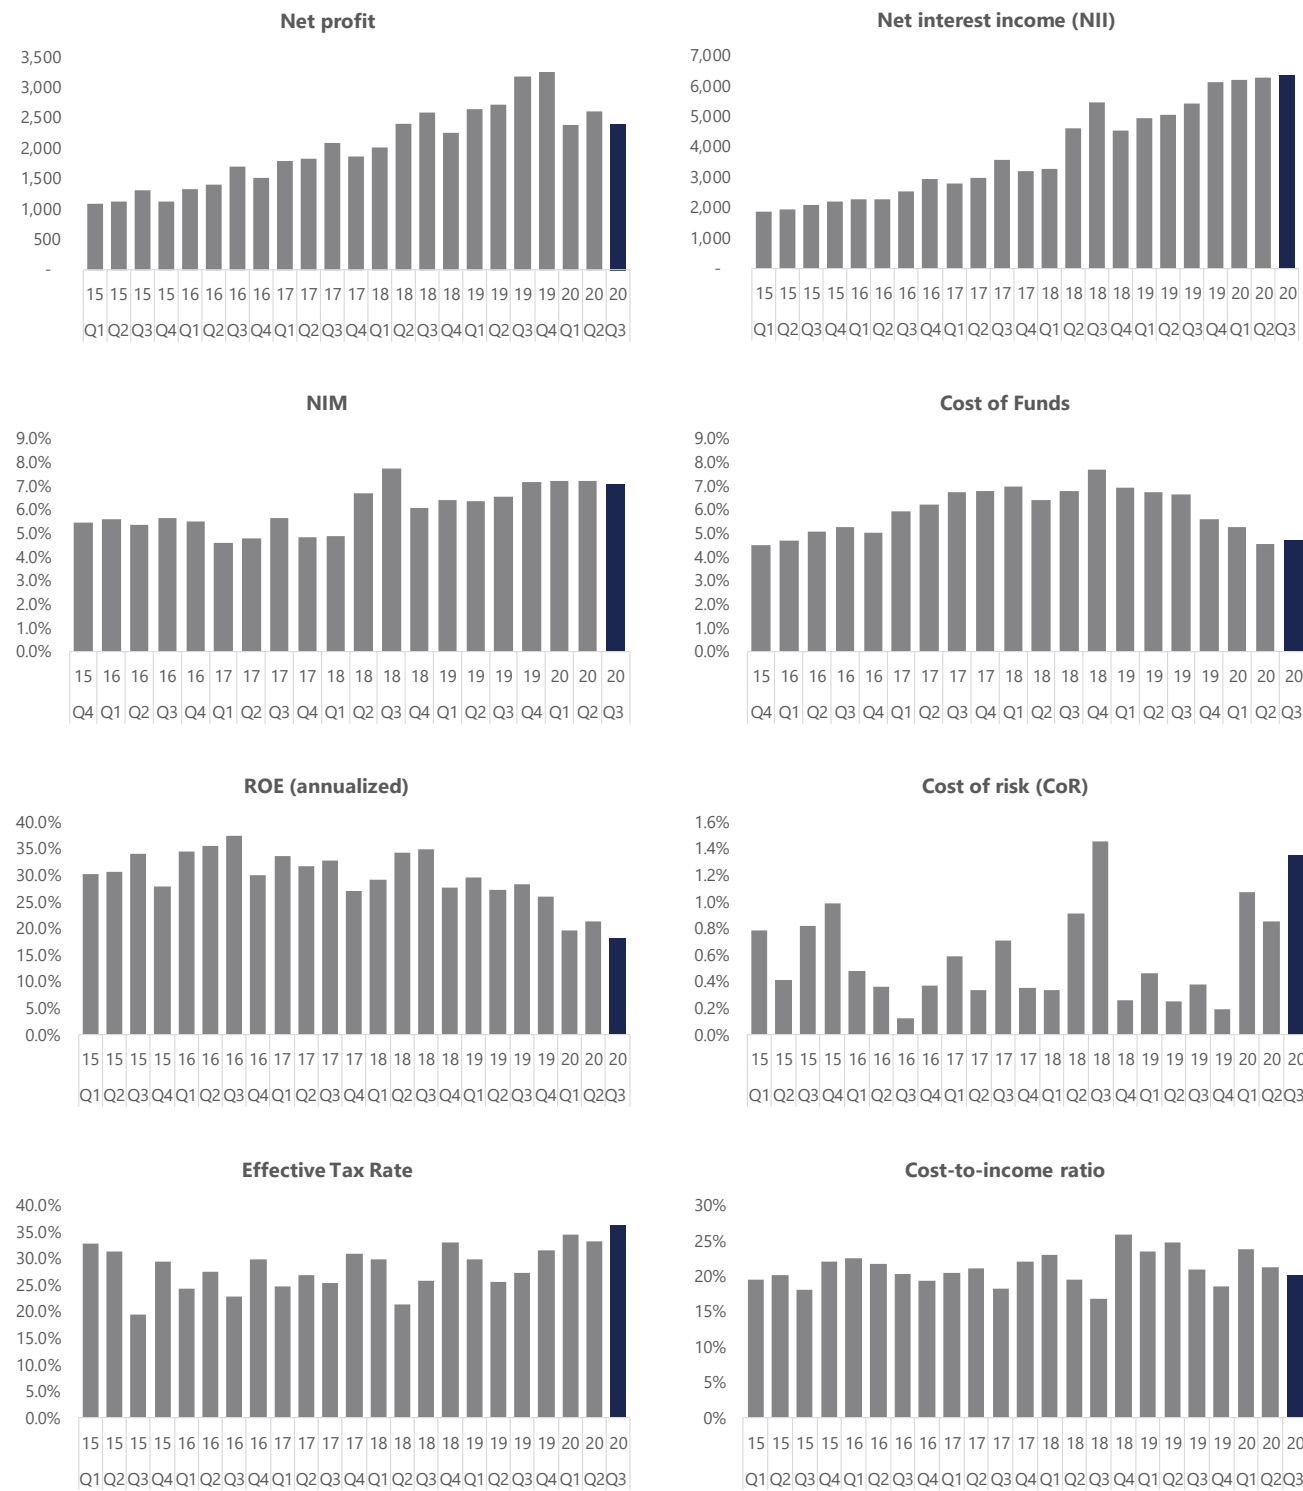 Net profit
3,500
3,000
2,500
2,000
1,500
1,000
500
-
15 15 15 15 16 16 16 16 17 17 17 17 18 18 18 18 19 19 19 19 20 20 20
Q1 Q2 Q3 Q4 Q1 Q2 Q3 Q4 Q1 Q2 Q3 Q4 Q1 Q2 Q3 Q4 Q1 Q2 Q3 Q4 Q1 Q2 Q3
Net interest income (NII)
7,000
6,000
5,000
4,000
3,000
2,000
1,000
-
15 15 15 15 16 16 16 16 17 17 17 17 18 18 18 18 19 19 19 19 20 20 20
Q1 Q2 Q3 Q4 Q1 Q2 Q3 Q4 Q1 Q2 Q3 Q4 Q1 Q2 Q3 Q4 Q1 Q2 Q3 Q4 Q1 Q2 Q3
NIM
9.0%
8.0%
7.0%
6.0%
5.0%
4.0%
3.0%
2.0%
1.0%
0.0%
15 16 16 16 16 17 17 17 17 18 18 18 18 19 19 19 19 20 20 20
Q4 Q1 Q2 Q3 Q4 Q1 Q2 Q3 Q4 Q1 Q2 Q3 Q4 Q1 Q2 Q3 Q4 Q1 Q2 Q3
Cost of Funds
9.0%
8.0%
7.0%
6.0%
5.0%
4.0%
3.0%
2.0%
1.0%
0.0%
15 16 16 16 16 17 17 17 17 18 18 18 18 19 19 19 19 20 20 20
Q4 Q1 Q2 Q3 Q4 Q1 Q2 Q3 Q4 Q1 Q2 Q3 Q4 Q1 Q2 Q3 Q4 Q1 Q2 Q3
ROE (annualized)
40.0%
35.0%
30.0%
25.0%
20.0%
15.0%
10.0%
5.0%
0.0%
15 15 15 15 16 16 16 16 17 17 17 17 18 18 18 18 19 19 19 19 20 20 20
Q1 Q2 Q3 Q4 Q1 Q2 Q3 Q4 Q1 Q2 Q3 Q4 Q1 Q2 Q3 Q4 Q1 Q2 Q3 Q4 Q1 Q2 Q3
Cost of risk (CoR)
1.6%
1.4%
1.2%
1.0%
0.8%
0.6%
0.4%
0.2%
0.0%
15 15 15 15 16 16 16 16 17 17 17 17 18 18 18 18 19 19 19 19 20 20 20
Q1 Q2 Q3 Q4 Q1 Q2 Q3 Q4 Q1 Q2 Q3 Q4 Q1 Q2 Q3 Q4 Q1 Q2 Q3 Q4 Q1 Q2 Q3
Effective Tax Rate
40.0%
35.0%
30.0%
25.0%
20.0%
15.0%
10.0%
5.0%
0.0%
15 15 15 15 16 16 16 16 17 17 17 17 18 18 18 18 19 19 19 19 20 20 20
Q1 Q2 Q3 Q4 Q1 Q2 Q3 Q4 Q1 Q2 Q3 Q4 Q1 Q2 Q3 Q4 Q1 Q2 Q3 Q4 Q1 Q2 Q3
Cost-to-income ratio
30%
25%
20%
15%
10%
5%
0%
15 15 15 15 16 16 16 16 17 17 17 17 18 18 18 18 19 19 19 19 20 20 20
Q1 Q2 Q3 Q4 Q1 Q2 Q3 Q4 Q1 Q2 Q3 Q4 Q1 Q2 Q3 Q4 Q1 Q2 Q3 Q4 Q1 Q2 Q3